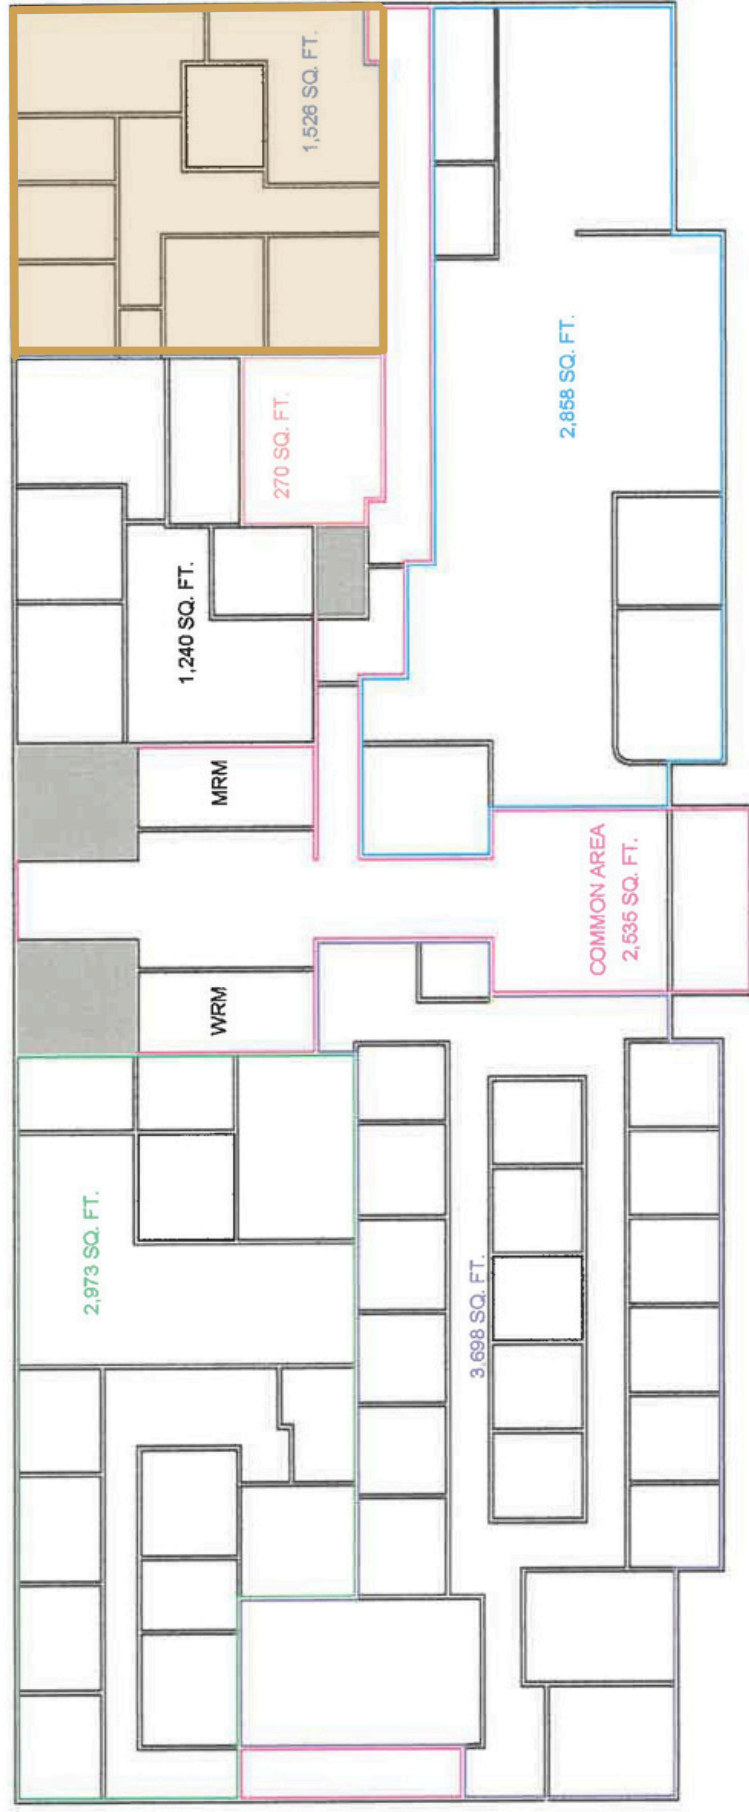 1,526 SQ. FT.
270 SQ. FT.
2,858 SQ. FT.
1,240 SQ. FT.
MRM
COMMON AREA
2,535 SQ. FT.
WRM
2,973 SQ. FT.
3.698 SQ. FT.